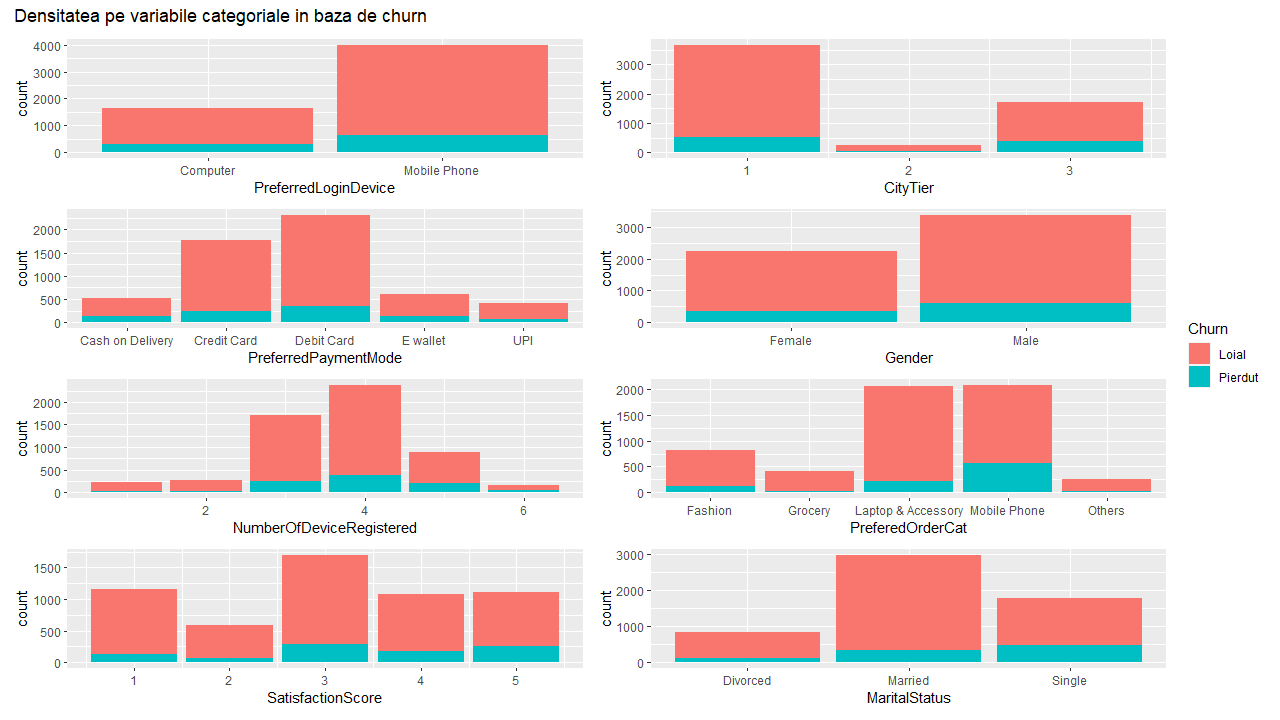 Densitatea pe variabile categoriale in baza de churn
count
4000
3000
2000
1000
0
Computer
Mobile Phone
PreferredLoginDevice
count
3000
2000
1000
0
1
2
3
CityTier
count
2000
1500
1000
500
0
Cash on Delivery
Credit Card
Debit Card
E wallet
UPI
PreferredPaymentMode
count
3000
2000
1000
0
Female
Male
Gender
count
2000
1500
1000
500
0
2
4
6
NumberOfDeviceRegistered
count
2000
1500
1000
500
0
Fashion
Grocery
Laptop & Accessory
Mobile Phone
Others
PreferedOrderCat
count
1500
1000
500
0
1
2
3
4
5
SatisfactionScore
count
3000
2000
1000
0
Divorced
Married
Single
MaritalStatus
Churn
Loial
Pierdut